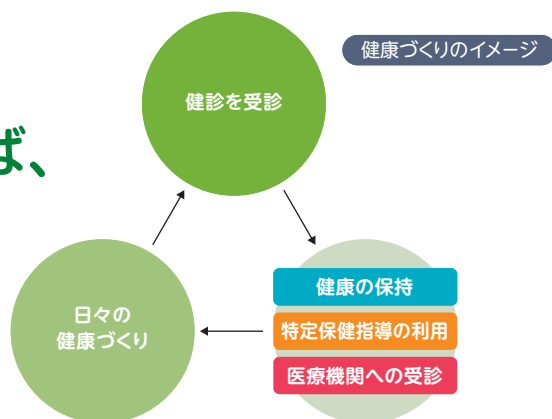 健康づくりのイメージ
健診を受診
ば、
健康の保持
特定保健指導の利用
医療機関への受診
日々の
健康づくり